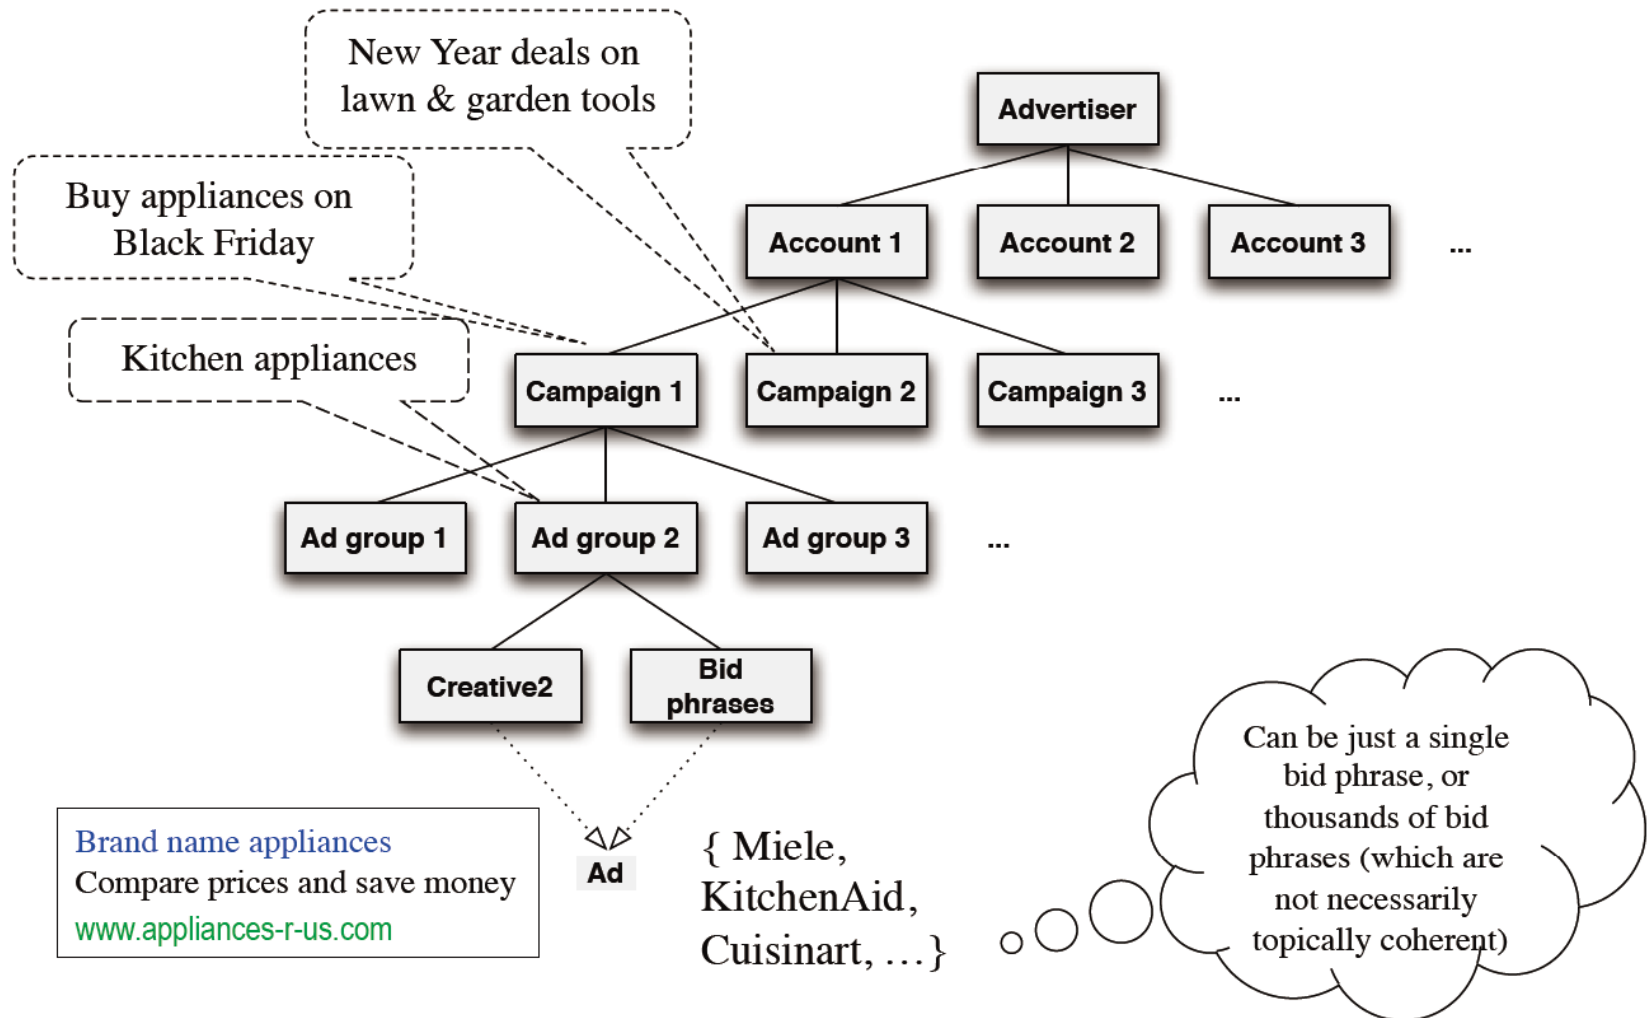 New Year deals on
lawn & garden tools
Advertiser
Buy appliances on
Black Friday
Account 1
Account 2
Account 3
...
Kitchen appliances
Campaign 1
Campaign 2
Campaign 3
...
Ad group 1
Ad group 2
Ad group 3
...
Creative2
Bid
phrases
Brand name appliances
Compare prices and save money
www.appliances-r-us.com
Ad
{ Miele,
KitchenAid,
Cuisinart, …}
Can be just a single
bid phrase, or
thousands of bid
phrases (which are
not necessarily
topically coherent)